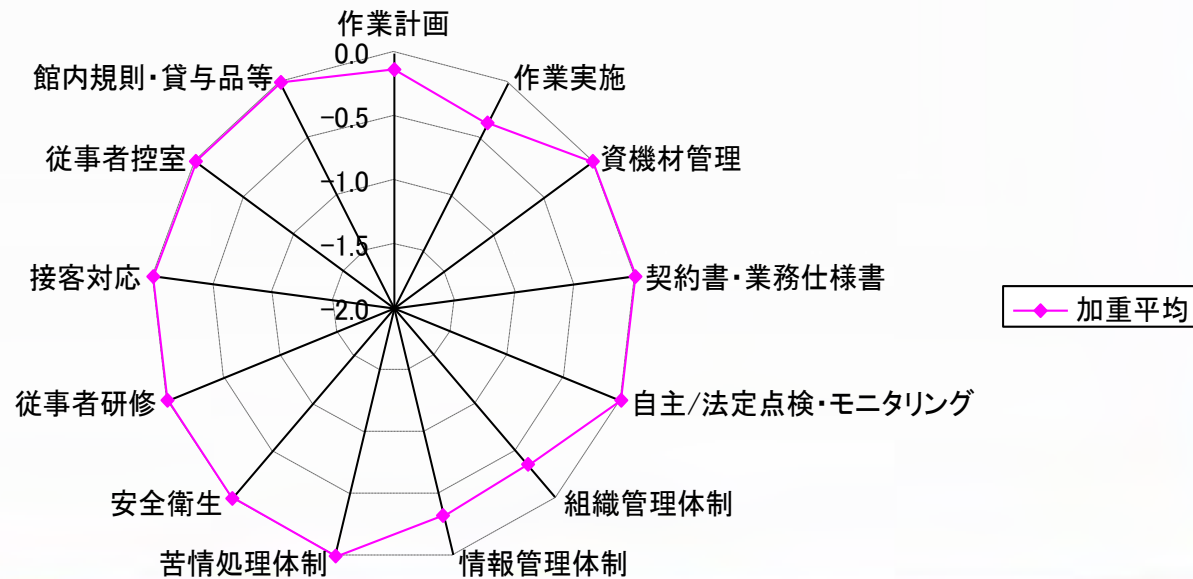 作業計画
0.0
-0.5
-1.0
-1.5
-2.0
作業実施
資機材管理
契約書・業務仕様書
自主/法定点検・モニタリング
組織管理体制
情報管理体制
苦情処理体制
安全衛生
従事者研修
接客対応
従事者控室
館内規則・貸与品等
加重平均